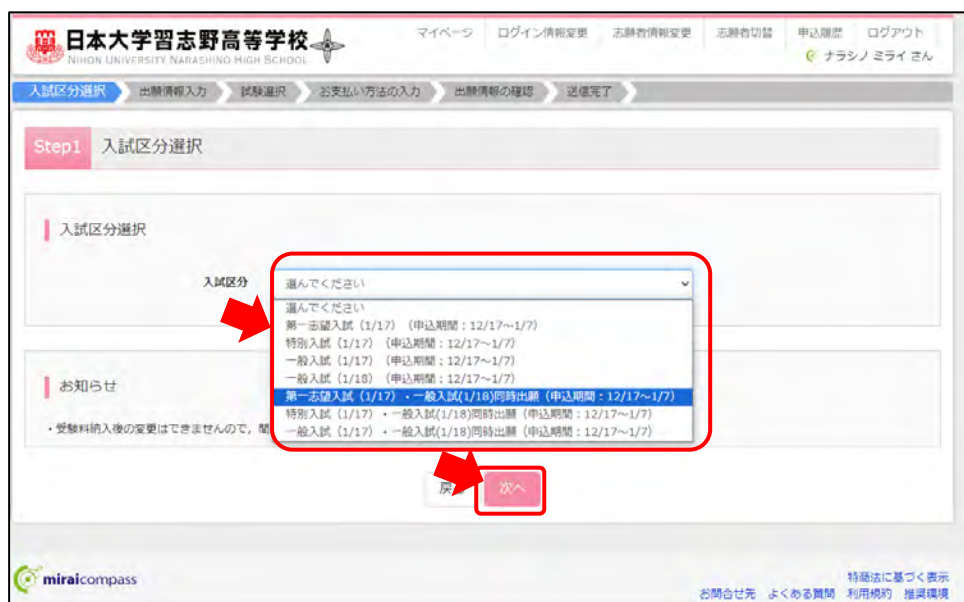 日本大学習志野高等学校
NIHON UNIVERSITY NARASHINO HIGH SCHOOL
マイページ ログイン情報変更 志願者情報変更 志願者切替 申込履歴 ログアウト
ナラシノ ミライ さん
入試区分選択 出願情報入力 試験選択 お支払い方法の入力 出願情報の確認 送信完了
Step1 入試区分選択
入試区分選択
入試区分 選んでください
選んでください
第一志望入試（1/17）（申込期間：12/17～1/7）
特別入試（1/17）（申込期間：12/17～1/7）
一般入試（1/17）（申込期間：12/17～1/7）
一般入試（1/18）（申込期間：12/17～1/7）
第一志望入試（1/17）・一般入試(1/18)同時出願（申込期間：12/17～1/7）
特別入試（1/17）・一般入試(1/18)同時出願（申込期間：12/17～1/7）
一般入試（1/17）・一般入試(1/18)同時出願（申込期間：12/17～1/7）
お知らせ
・受験料納入後の変更はできませんので，間
戻 次へ
miraicompass
特商法に基づく表示
お問合せ先 よくある質問 利用規約 推奨環境